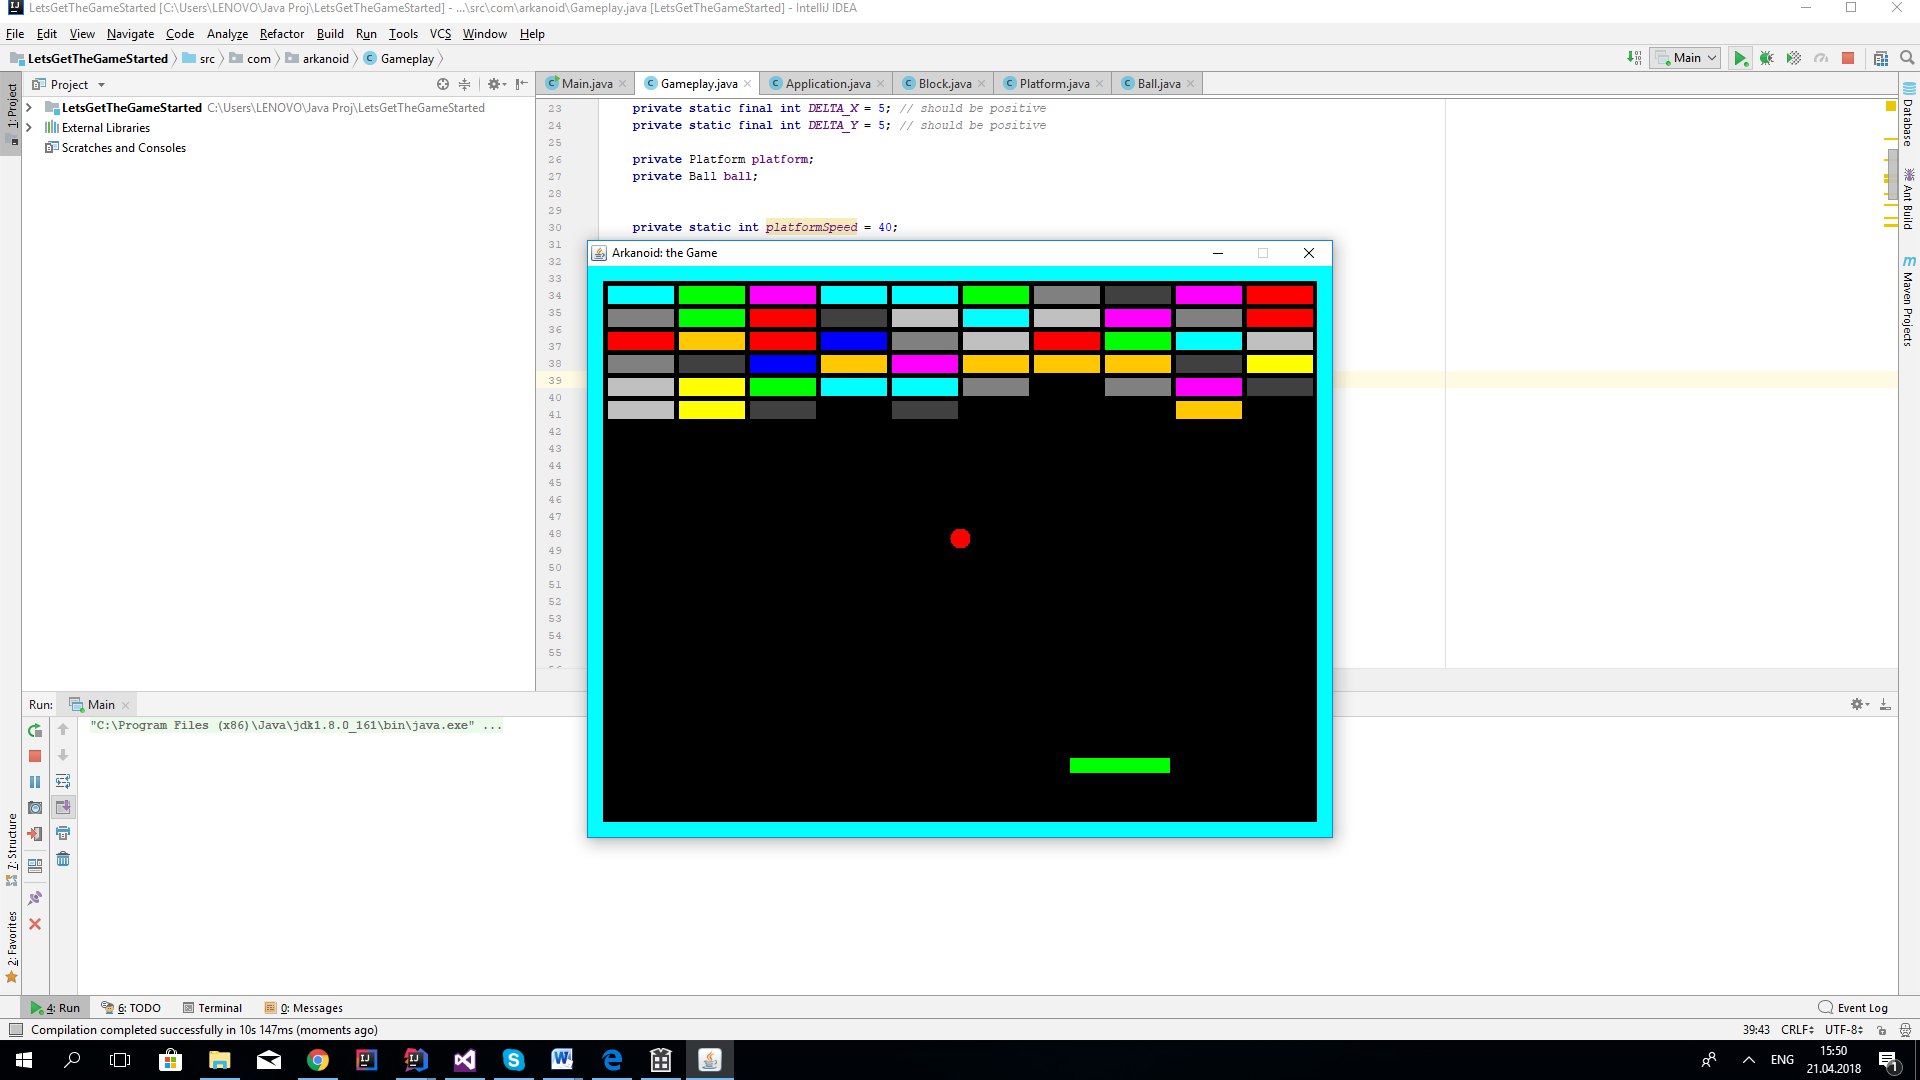 LetsGetTheGameStarted [C:\Users\LENOVO\Java Proj\LetsGetTheGameStarted] - ...\src\com\arkanoid\Gameplay.java [LetsGetTheGameStarted] - IntelliJ IDEA
File Edit View Navigate Code Analyze Refactor Build Run Tools VCS Window Help
LetsGetTheGameStarted src com arkanoid Gameplay Main
Project
Main.java Gameplay.java Application.java Block.java Platform.java Ball.java
1: Project
LetsGetTheGameStarted C:\Users\LENOVO\Java Proj\LetsGetTheGameStarted
External Libraries
Scratches and Consoles
23 private static final int DELTA_X = 5; // should be positive
24 private static final int DELTA_Y = 5; // should be positive
25
26 private Platform platform;
27 private Ball ball;
28
29
30 private static int platformSpeed = 40;
31
32
33
34
35
36
37
38
39
40
41
42
43
44
45
46
47
48
49
50
51
52
53
54
55
Arkanoid: the Game
Database
Ant Build
m Maven Projects
Run: Main
"C:\Program Files (x86)\Java\jdk1.8.0_161\bin\java.exe" ...
7: Structure
2: Favorites
4: Run 6: TODO Terminal 0: Messages Event Log
Compilation completed successfully in 10s 147ms (moments ago) 39:43 CRLF UTF-8
ENG 15:50
21.04.2018
1